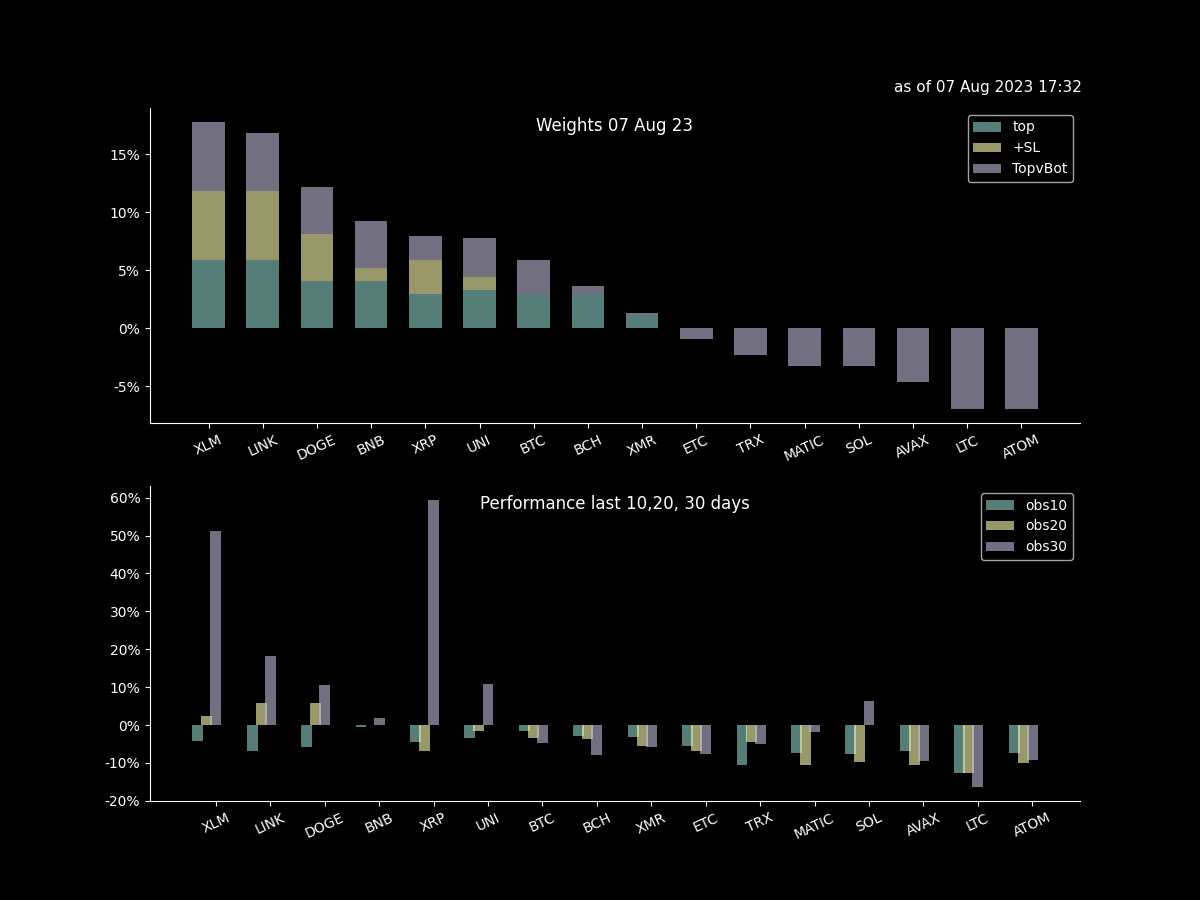 as of 07 Aug 2023 17:32
Weights 07 Aug 23
top
+SL
TopvBot
15%
10%
5%
0%
-5%
XLM LINK DOGE BNB XRP UNI BTC BCH XMR ETC TRX MATIC SOL AVAX LTC ATOM
Performance last 10,20, 30 days
obs10
obs20
obs30
60%
50%
40%
30%
20%
10%
0%
-10%
-20%
XLM LINK DOGE BNB XRP UNI BTC BCH XMR ETC TRX MATIC SOL AVAX LTC ATOM